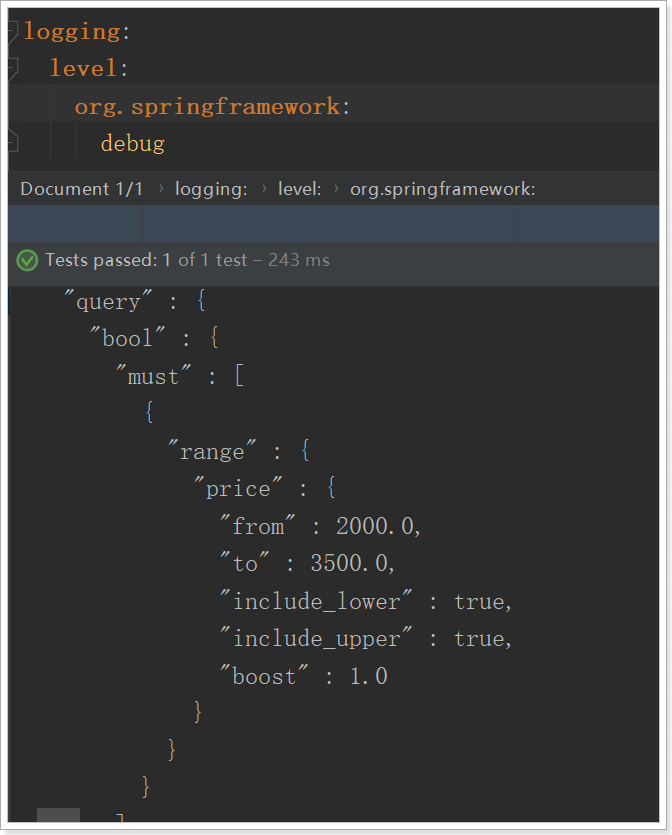 logging:
  level:
    org.springframework:
      debug
Document 1/1 › logging: › level: › org.springframework:
Tests passed: 1 of 1 test – 243 ms
"query" : {
  "bool" : {
    "must" : [
      {
        "range" : {
          "price" : {
            "from" : 2000.0,
            "to" : 3500.0,
            "include_lower" : true,
            "include_upper" : true,
            "boost" : 1.0
          }
        }
      }
    ]